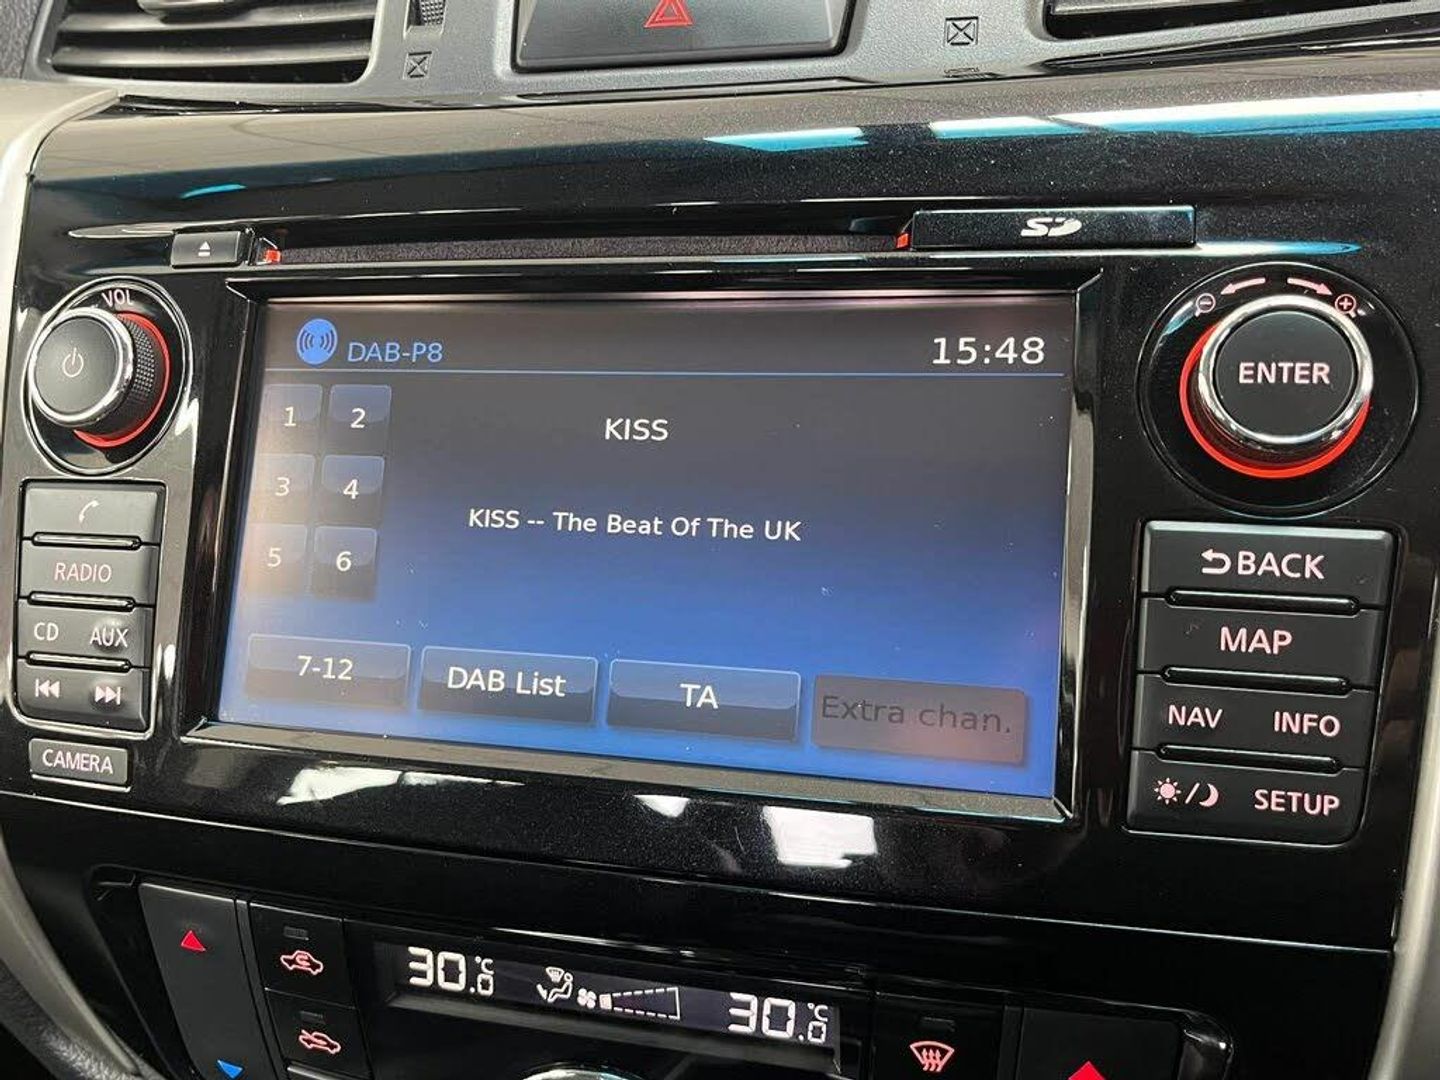 SD
VOL
ENTER
DAB-P8
15:48
1
2
KISS
3
4
KISS -- The Beat Of The UK
5
6
7-12
DAB List
TA
Extra chan.
RADIO
CD AUX
CAMERA
BACK
MAP
NAV INFO
SETUP
30.0 °C
30.0 °C